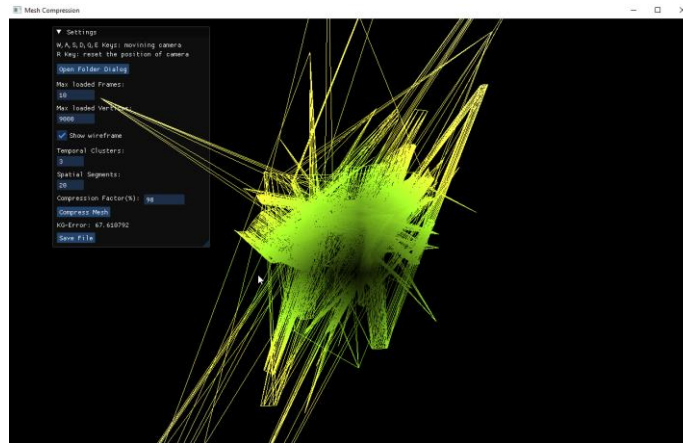 Mesh Compression
Settings
W,A,S,D,Q,E Keys: movining camera
R Key: reset the position of camera
Open Folder Dialog
Max loaded Frames:
10
Max loaded Vertices:
9000
Show wireframe
Temporal Clusters:
3
Spatial Segments:
20
Compression Factor(%): 98
Compress Mesh
KG-Error: 67.618792
Save File